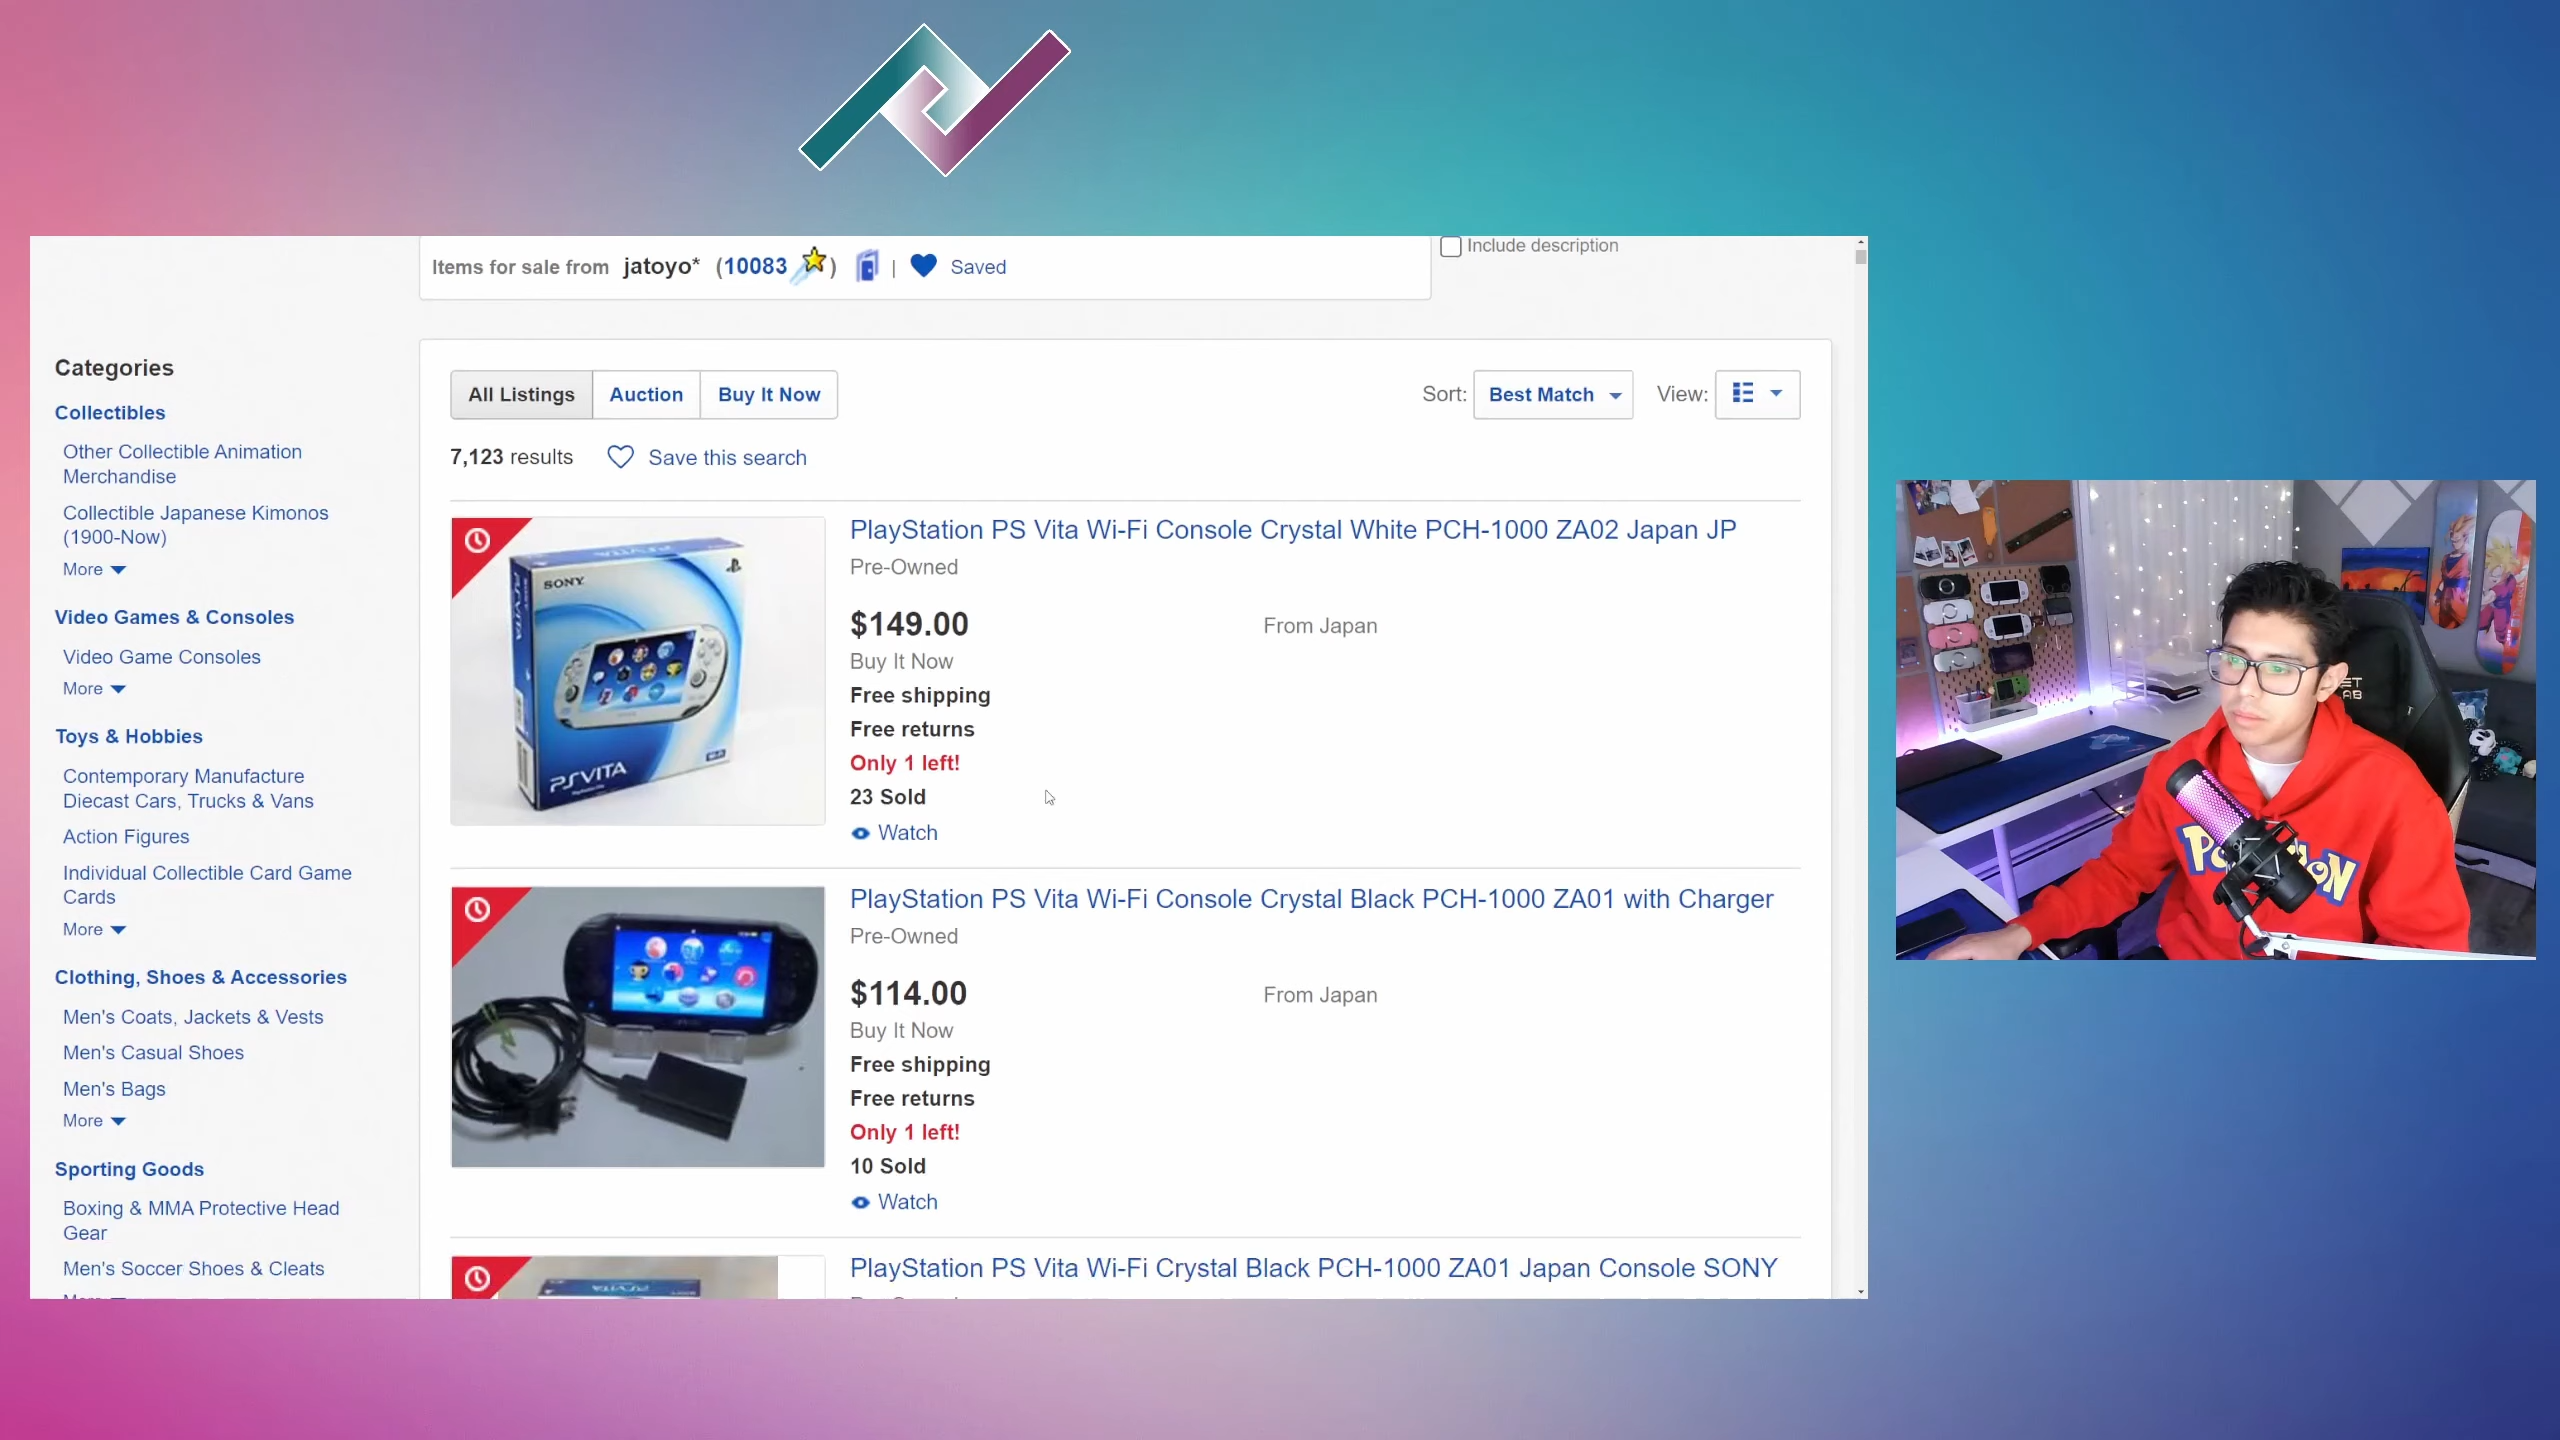 Items for sale from jatoyo* (10083) | Saved
Include description
Categories
Collectibles
Other Collectible Animation
Merchandise
Collectible Japanese Kimonos
(1900-Now)
More
Video Games & Consoles
Video Game Consoles
More
Toys & Hobbies
Contemporary Manufacture
Diecast Cars, Trucks & Vans
Action Figures
Individual Collectible Card Game
Cards
More
Clothing, Shoes & Accessories
Men's Coats, Jackets & Vests
Men's Casual Shoes
Men's Bags
More
Sporting Goods
Boxing & MMA Protective Head
Gear
Men's Soccer Shoes & Cleats
All Listings
Auction
Buy It Now
Sort: Best Match
View:
7,123 results
Save this search
SONY
PSVITA
PSVITA
Wi-Fi
PlayStation PS Vita Wi-Fi Console Crystal White PCH-1000 ZA02 Japan JP
Pre-Owned
$149.00
From Japan
Buy It Now
Free shipping
Free returns
Only 1 left!
23 Sold
Watch
PlayStation PS Vita Wi-Fi Console Crystal Black PCH-1000 ZA01 with Charger
Pre-Owned
$114.00
From Japan
Buy It Now
Free shipping
Free returns
Only 1 left!
10 Sold
Watch
PSVITA
PlayStation PS Vita Wi-Fi Crystal Black PCH-1000 ZA01 Japan Console SONY